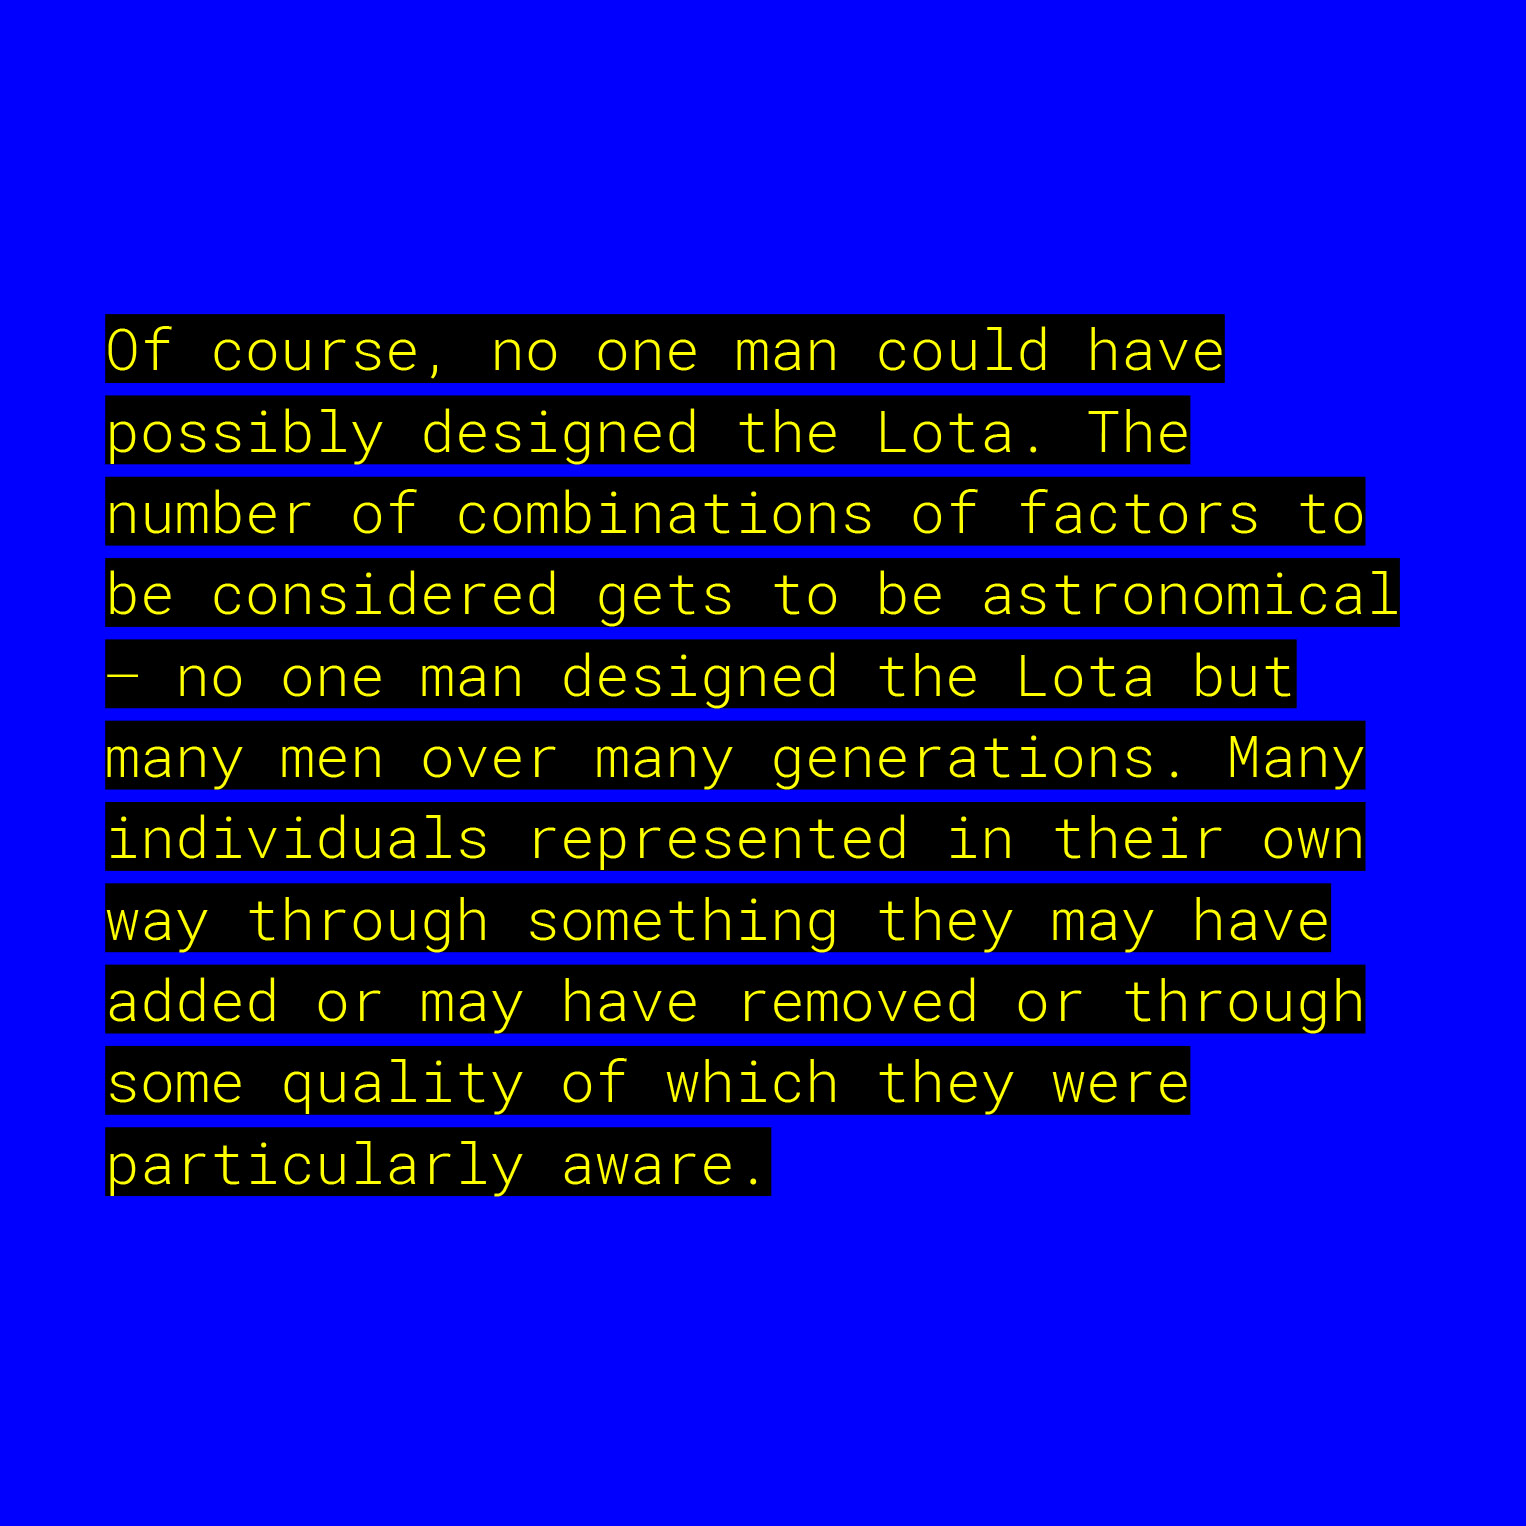 Of course, no one man could have
possibly designed the Lota. The
number of combinations of factors to
be considered gets to be astronomical
– no one man designed the Lota but
many men over many generations. Many
individuals represented in their own
way through something they may have
added or may have removed or through
some quality of which they were
particularly aware.